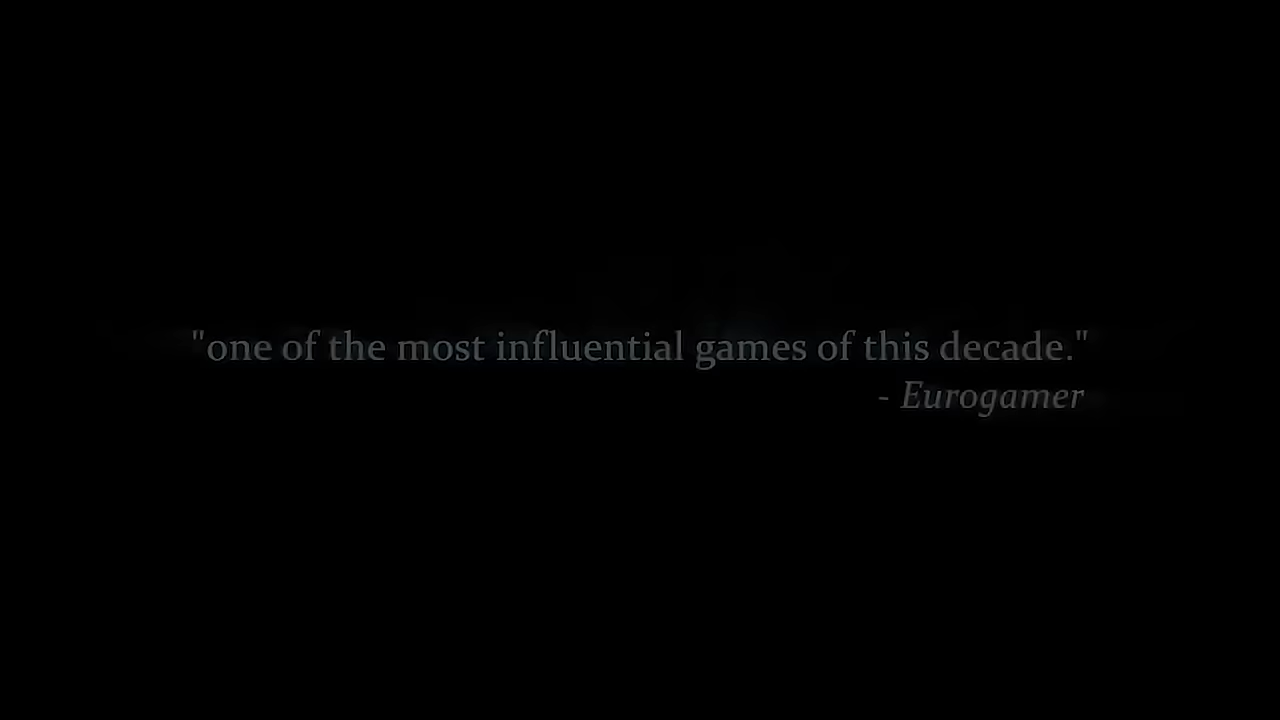 "one of the most influential games of this decade."
- Eurogamer